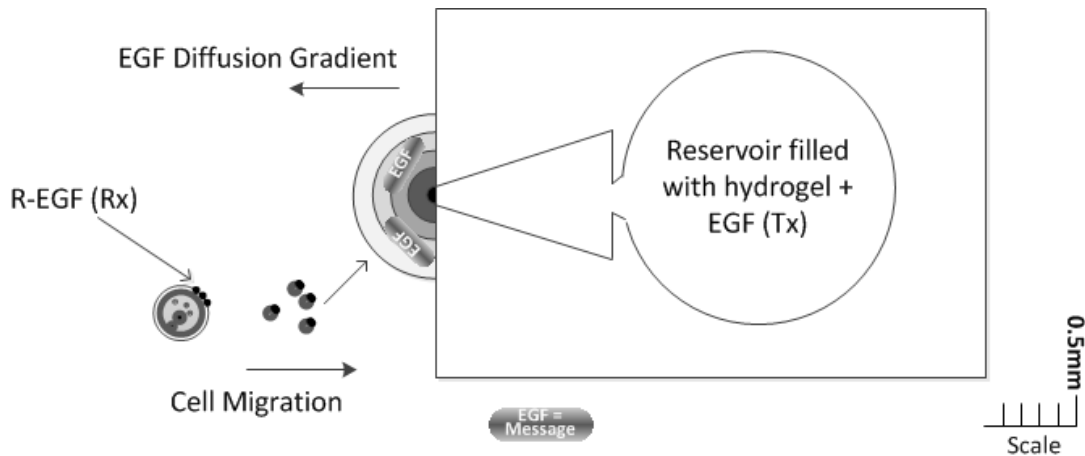 EGF Diffusion Gradient
EGF
EGF
Reservoir filled
with hydrogel +
EGF (Tx)
R-EGF (Rx)
Cell Migration
EGF =
Message
0.5mm
Scale